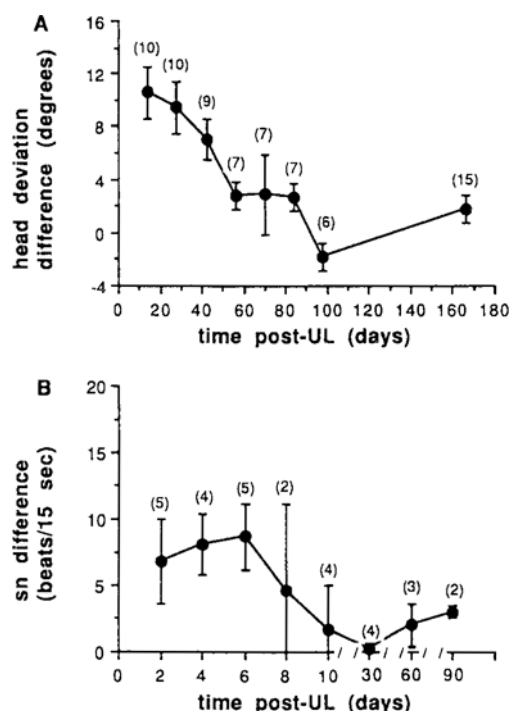 A
head deviation
difference (degrees)
16
12
8
4
0
-4
(10)
(10)
(9)
(7)
(7)
(7)
(6)
(15)
0 20 40 60 80 100 120 140 160 180
time post-UL (days)
B
sn difference
(beats/15 sec)
20
15
10
5
0
(5)
(4)
(5)
(2)
(4)
(4)
(3)
(2)
0 2 4 6 8 10 30 60 90
time post-UL (days)